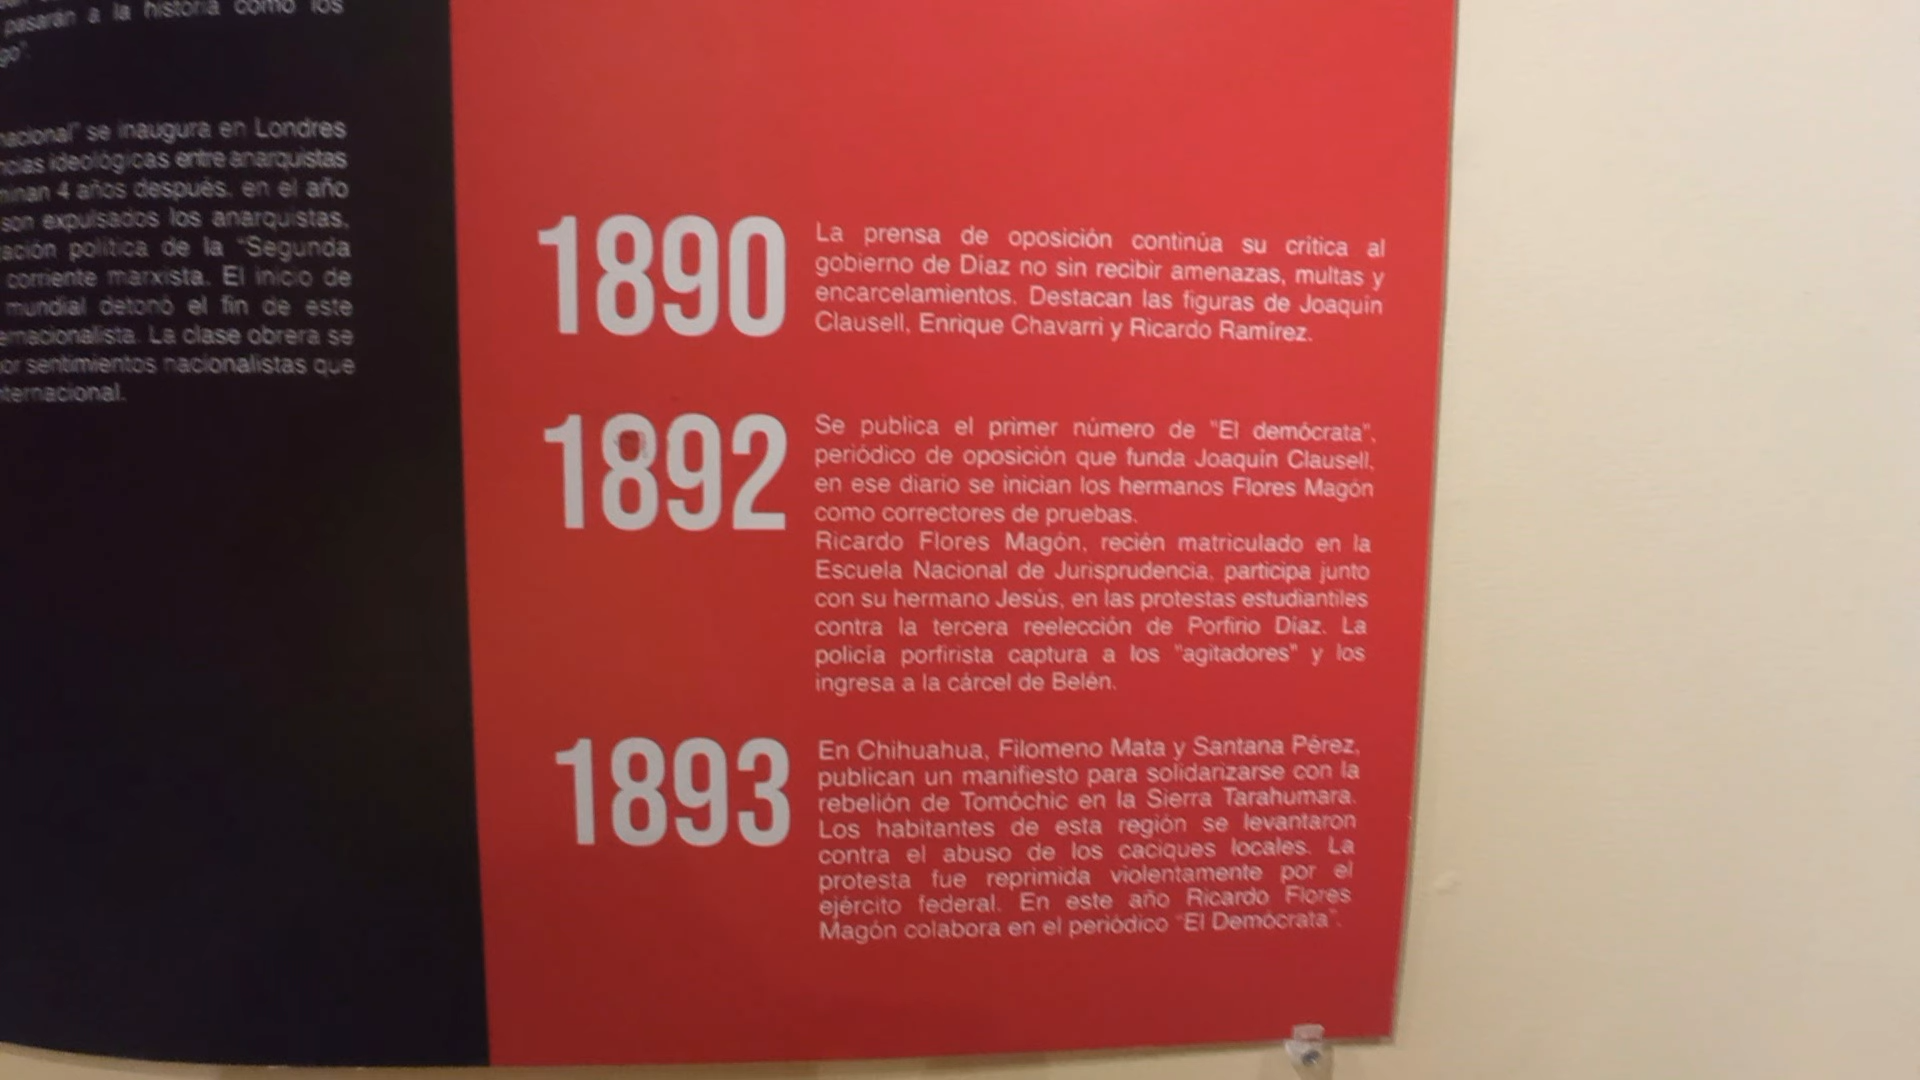 pasarán a la historia como los
go".
nacional" se inaugura en Londres
ncias ideológicas entre anarquistas
minan 4 años después, en el año
son expulsados los anarquistas,
ación política de la "Segunda
corriente marxista. El inicio de
mundial detonó el fin de este
ernacionalista. La clase obrera se
or sentimientos nacionalistas que
nternacional.
1890
La prensa de oposición continúa su critica al
gobierno de Díaz no sin recibir amenazas, multas y
encarcelamientos. Destacan las figuras de Joaquín
Clausell, Enrique Chavarri y Ricardo Ramírez.
1892
Se publica el primer número de "El demócrata",
periódico de oposición que funda Joaquín Clausell,
en ese diario se inician los hermanos Flores Magón
como correctores de pruebas.
Ricardo Flores Magón, recién matriculado en la
Escuela Nacional de Jurisprudencia, participa junto
con su hermano Jesús, en las protestas estudiantiles
contra la tercera reelección de Porfirio Díaz. La
policía porfirista captura a los "agitadores" y los
ingresa a la cárcel de Belén.
1893
En Chihuahua, Filomeno Mata y Santana Pérez,
publican un manifiesto para solidarizarse con la
rebelión de Tomóchic en la Sierra Tarahumara.
Los habitantes de esta región se levantaron
contra el abuso de los caciques locales. La
protesta fue reprimida violentamente por el
ejército federal. En este año Ricardo Flores
Magón colabora en el periódico "El Demócrata".